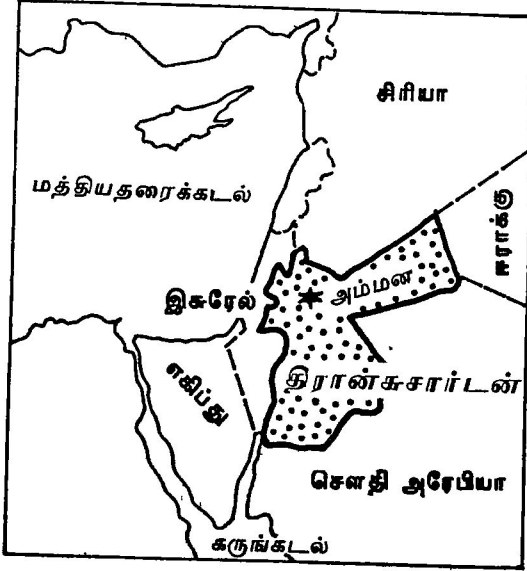 சிரியா
மத்தியதரைக்கடல்
ஈராக்கு
இசுரேல்
அம்மன
எகிப்து
திரான்சுசார்டன்
சௌதி அரேபியா
கருங்கடல்